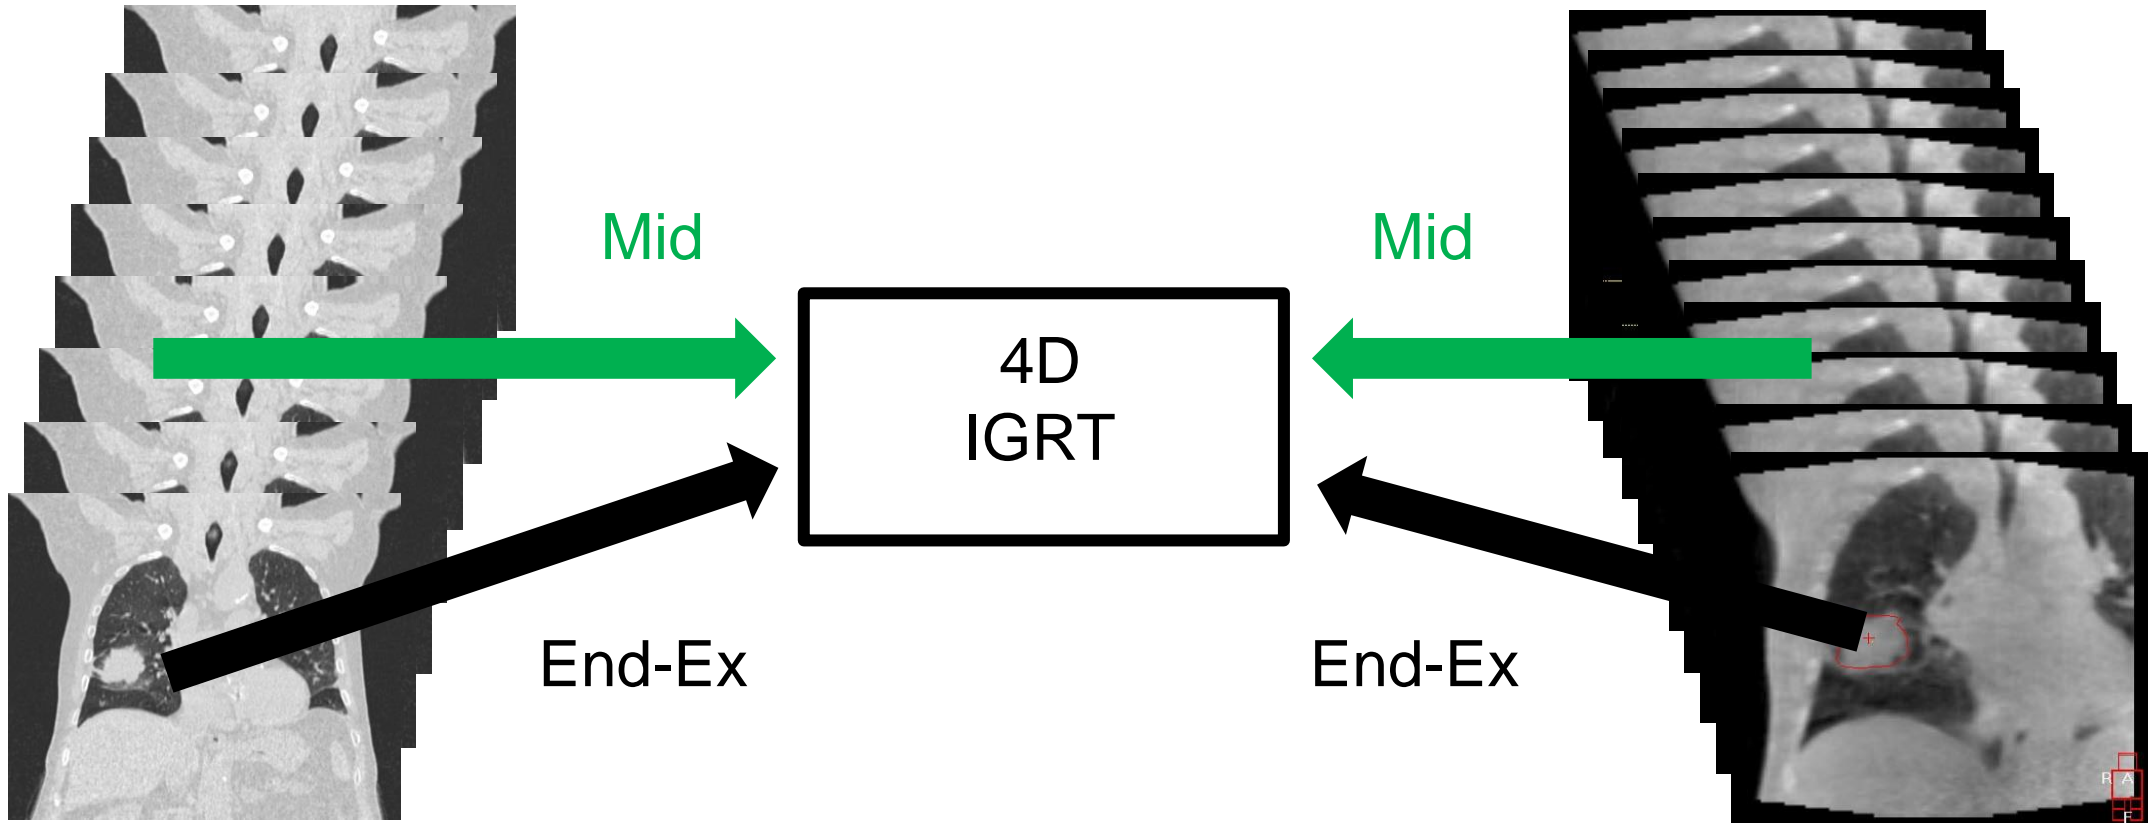 Mid
Mid
4D
IGRT
End-Ex
End-Ex
R A
F